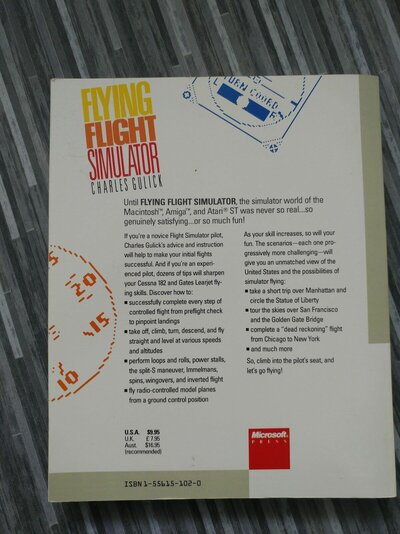 FLYING
FLIGHT
SIMULATOR
CHARLES GULICK
L TURN COORD R
Until FLYING FLIGHT SIMULATOR, the simulator world of the
Macintosh™, Amiga™, and Atari® ST was never so real...so
genuinely satisfying...or so much fun!
If you're a novice Flight Simulator pilot,
Charles Gulick's advice and instruction
will help to make your initial flights
successful. And if you're an experi-
enced pilot, dozens of tips will sharpen
your Cessna 182 and Gates Learjet fly-
ing skills. Discover how to:
■ successfully complete every step of
controlled flight from preflight check
to pinpoint landings
■ take off, climb, turn, descend, and fly
straight and level at various speeds
and altitudes
■ perform loops and rolls, power stalls,
the split-S maneuver, Immelmans,
spins, wingovers, and inverted flight
■ fly radio-controlled model planes
from a ground control position
As your skill increases, so will your
fun. The scenarios—each one pro-
gressively more challenging—will
give you an unmatched view of the
United States and the possibilities of
simulator flying:
■ take a short trip over Manhattan and
circle the Statue of Liberty
■ tour the skies over San Francisco
and the Golden Gate Bridge
■ complete a "dead reckoning" flight
from Chicago to New York
■ and much more
So, climb into the pilot's seat, and
let's go flying!
20
15
10
U.S.A. $9.95
U.K. £7.95
Aust. $16.95
(recommended)
Microsoft
PRESS
ISBN 1-55615-102-0